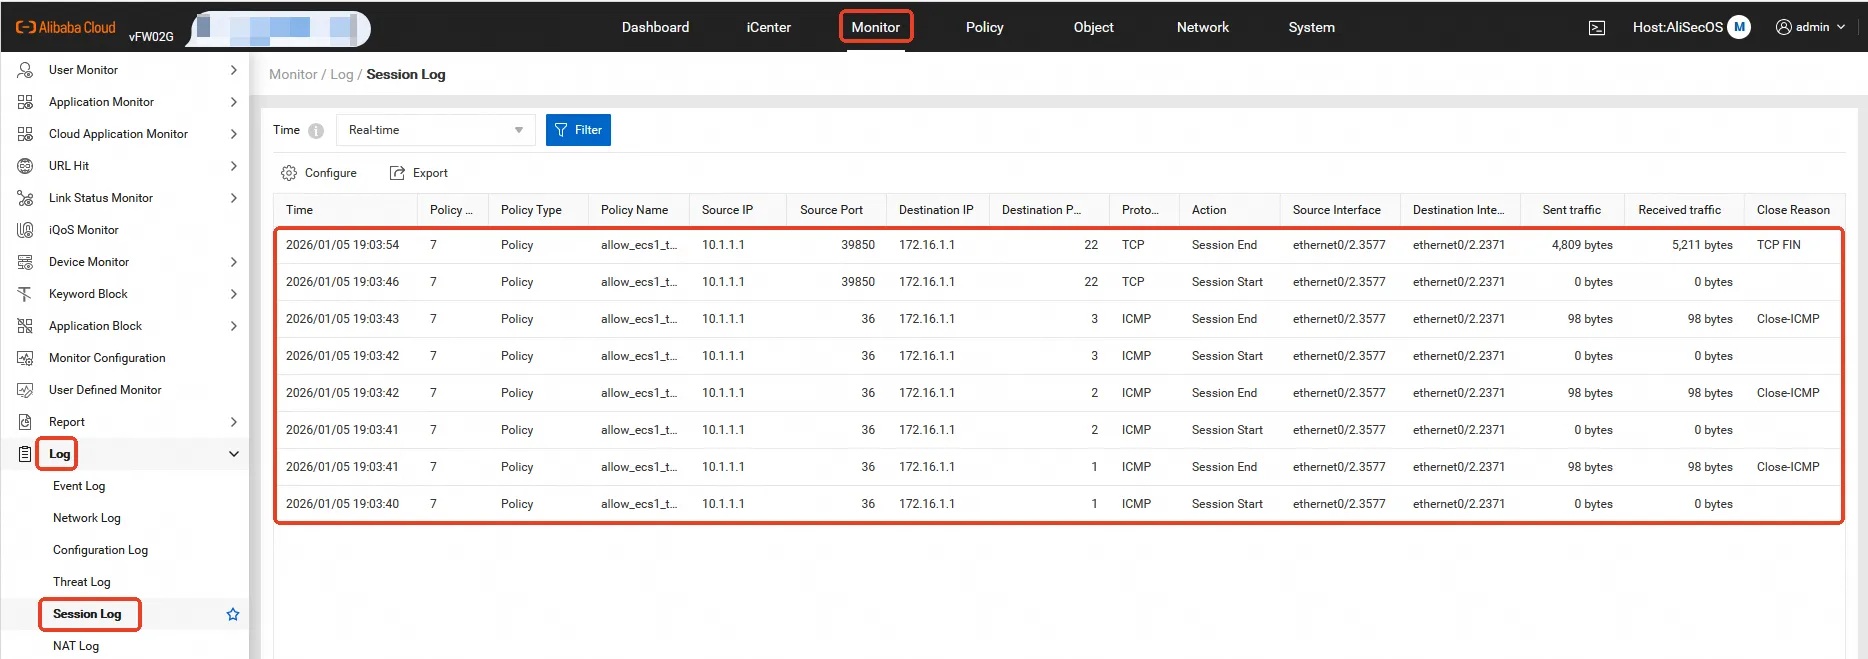 Alibaba Cloud vFW02G Dashboard iCenter Monitor Policy Object Network System Host:AliSecOS M admin
User Monitor
Application Monitor
Cloud Application Monitor
URL Hit
Link Status Monitor
iQoS Monitor
Device Monitor
Keyword Block
Application Block
Monitor Configuration
User Defined Monitor
Report
Log
Event Log
Network Log
Configuration Log
Threat Log
Session Log
NAT Log
Monitor / Log / Session Log
Time Real-time Filter
Configure Export
Time Policy ... Policy Type Policy Name Source IP Source Port Destination IP Destination P... Proto... Action Source Interface Destination Inte... Sent traffic Received traffic Close Reason
2026/01/05 19:03:54 7 Policy allow_ecs1_t... 10.1.1.1 39850 172.16.1.1 22 TCP Session End ethernet0/2.3577 ethernet0/2.2371 4,809 bytes 5,211 bytes TCP FIN
2026/01/05 19:03:46 7 Policy allow_ecs1_t... 10.1.1.1 39850 172.16.1.1 22 TCP Session Start ethernet0/2.3577 ethernet0/2.2371 0 bytes 0 bytes
2026/01/05 19:03:43 7 Policy allow_ecs1_t... 10.1.1.1 36 172.16.1.1 3 ICMP Session End ethernet0/2.3577 ethernet0/2.2371 98 bytes 98 bytes Close-ICMP
2026/01/05 19:03:42 7 Policy allow_ecs1_t... 10.1.1.1 36 172.16.1.1 3 ICMP Session Start ethernet0/2.3577 ethernet0/2.2371 0 bytes 0 bytes
2026/01/05 19:03:42 7 Policy allow_ecs1_t... 10.1.1.1 36 172.16.1.1 2 ICMP Session End ethernet0/2.3577 ethernet0/2.2371 98 bytes 98 bytes Close-ICMP
2026/01/05 19:03:41 7 Policy allow_ecs1_t... 10.1.1.1 36 172.16.1.1 2 ICMP Session Start ethernet0/2.3577 ethernet0/2.2371 0 bytes 0 bytes
2026/01/05 19:03:41 7 Policy allow_ecs1_t... 10.1.1.1 36 172.16.1.1 1 ICMP Session End ethernet0/2.3577 ethernet0/2.2371 98 bytes 98 bytes Close-ICMP
2026/01/05 19:03:40 7 Policy allow_ecs1_t... 10.1.1.1 36 172.16.1.1 1 ICMP Session Start ethernet0/2.3577 ethernet0/2.2371 0 bytes 0 bytes